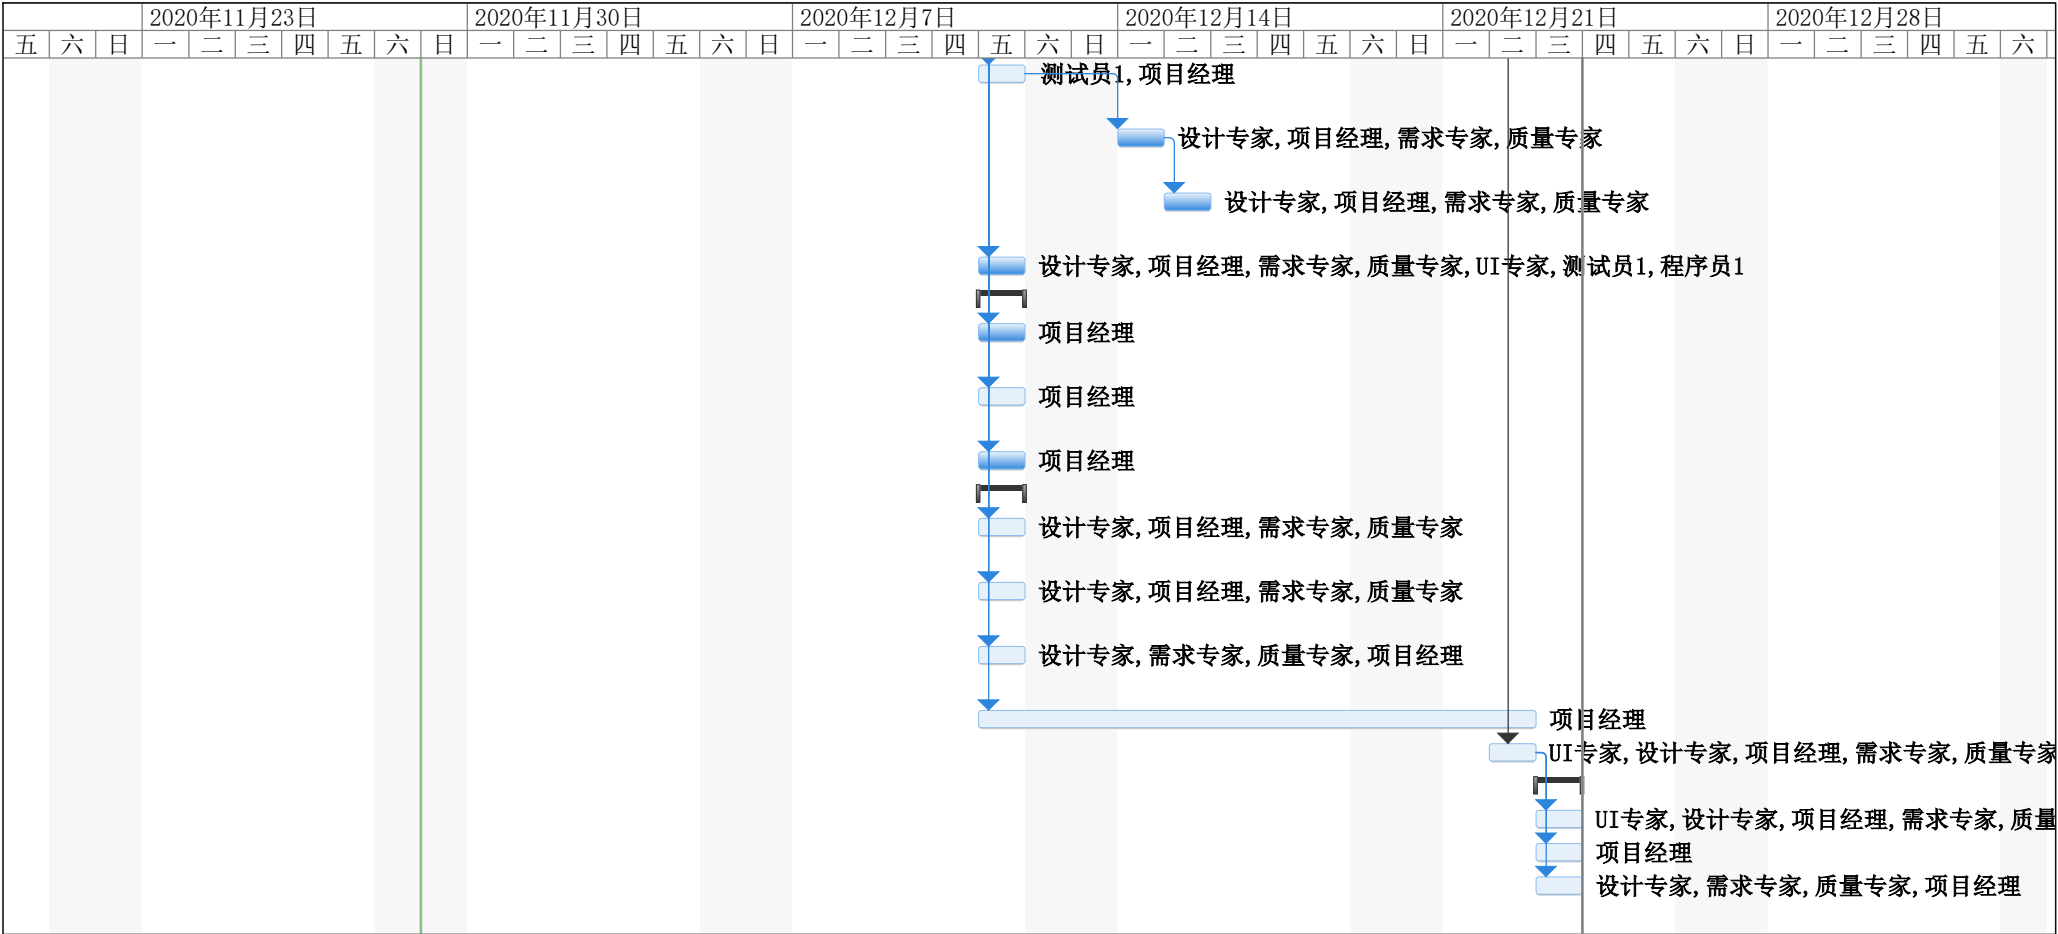 2020年11月23日 2020年11月30日 2020年12月7日 2020年12月14日 2020年12月21日 2020年12月28日
五 六 日 一 二 三 四 五 六 日 一 二 三 四 五 六 日 一 二 三 四 五 六 日 一 二 三 四 五 六 日 一 二 三 四 五 六 日 一 二 三 四 五 六
测试员1,项目经理
设计专家,项目经理,需求专家,质量专家
设计专家,项目经理,需求专家,质量专家
设计专家,项目经理,需求专家,质量专家,UI专家,测试员1,程序员1
项目经理
项目经理
项目经理
设计专家,项目经理,需求专家,质量专家
设计专家,项目经理,需求专家,质量专家
设计专家,需求专家,质量专家,项目经理
项目经理
UI专家,设计专家,项目经理,需求专家,质量专家
UI专家,设计专家,项目经理,需求专家,质量
项目经理
设计专家,需求专家,质量专家,项目经理